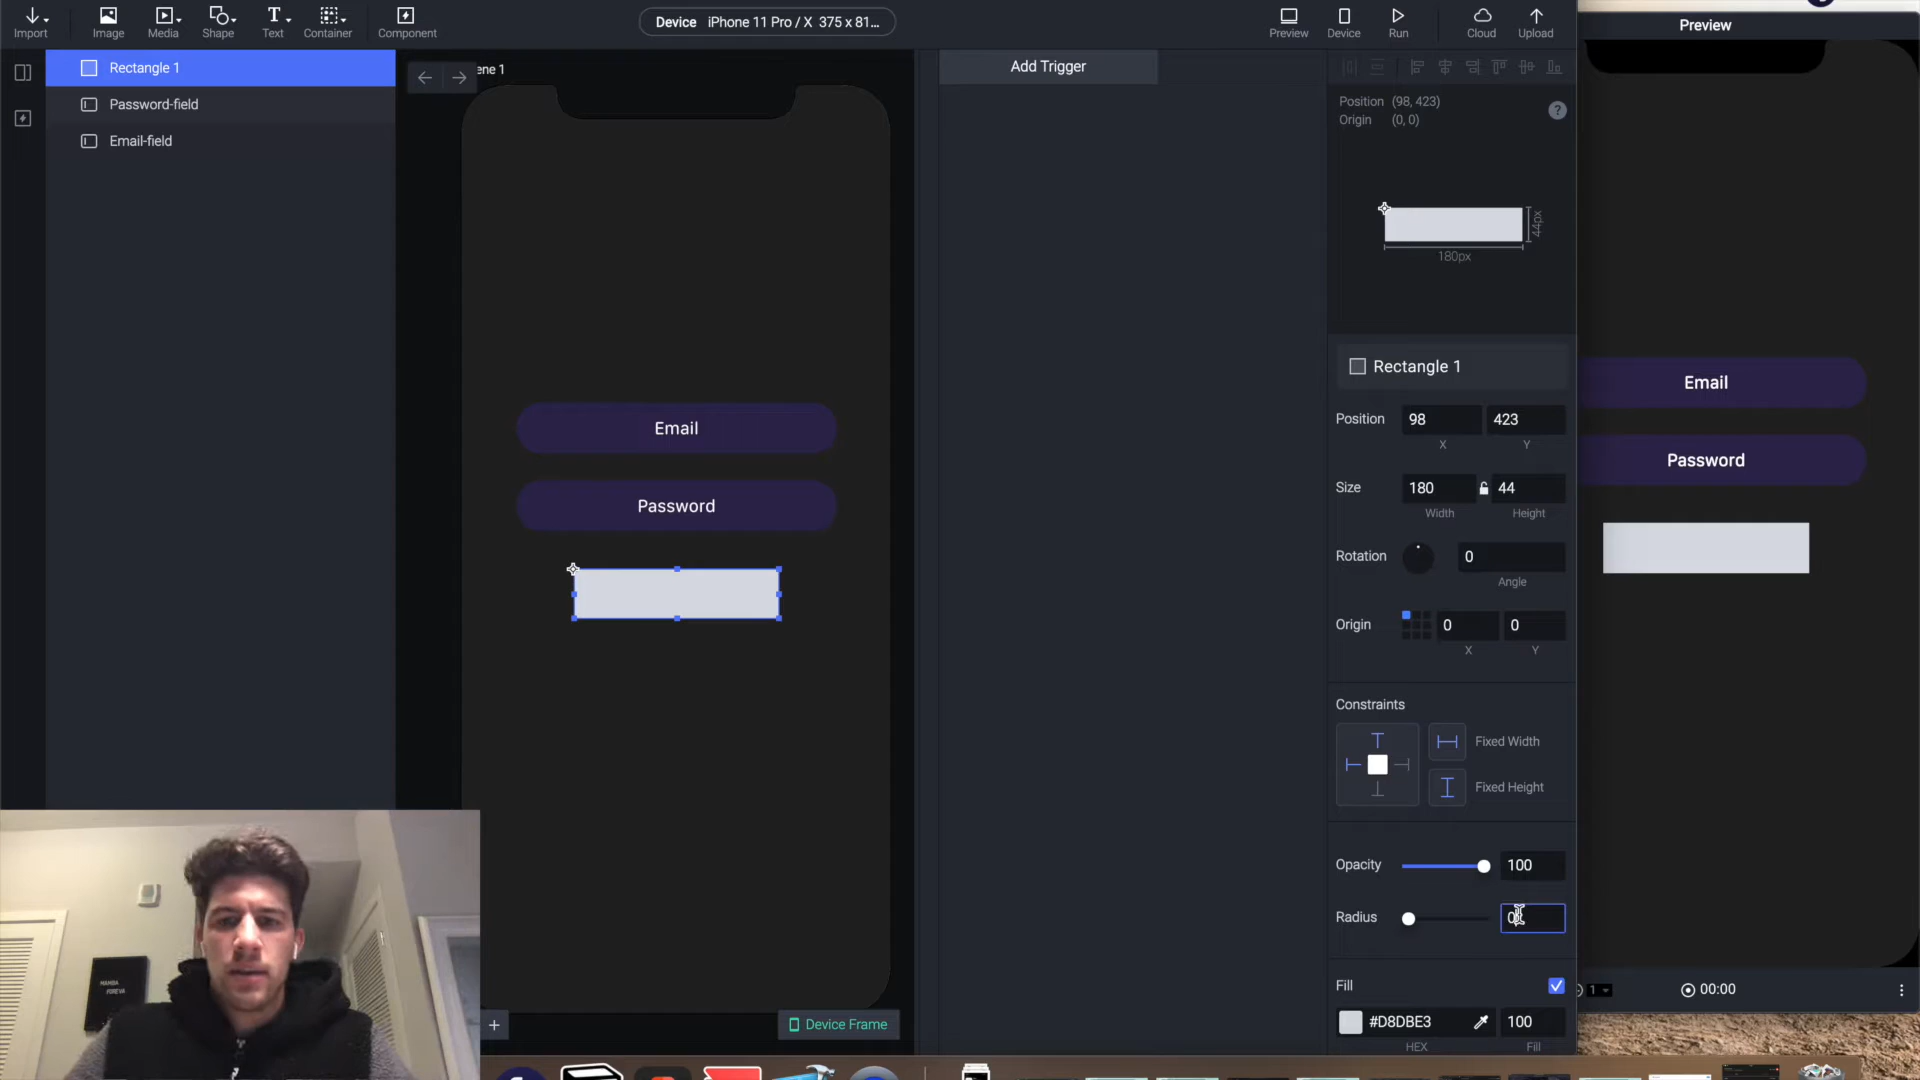 Import
Image
Media
Shape
Text
Container
Component
Device iPhone 11 Pro / X 375 x 81...
Preview
Device
Run
Cloud
Upload
Preview
Rectangle 1
Password-field
Email-field
ene 1
Add Trigger
Position (98, 423)
Origin (0, 0)
?
44px
180px
Rectangle 1
Position 98 423
X Y
Size 180 44
Width Height
Rotation 0
Angle
Origin 0 0
X Y
Constraints
Fixed Width
Fixed Height
Opacity 100
Radius 0
Fill
#D8DBE3 100
HEX Fill
Email
Password
Email
Password
Device Frame
1
00:00
MAMBA